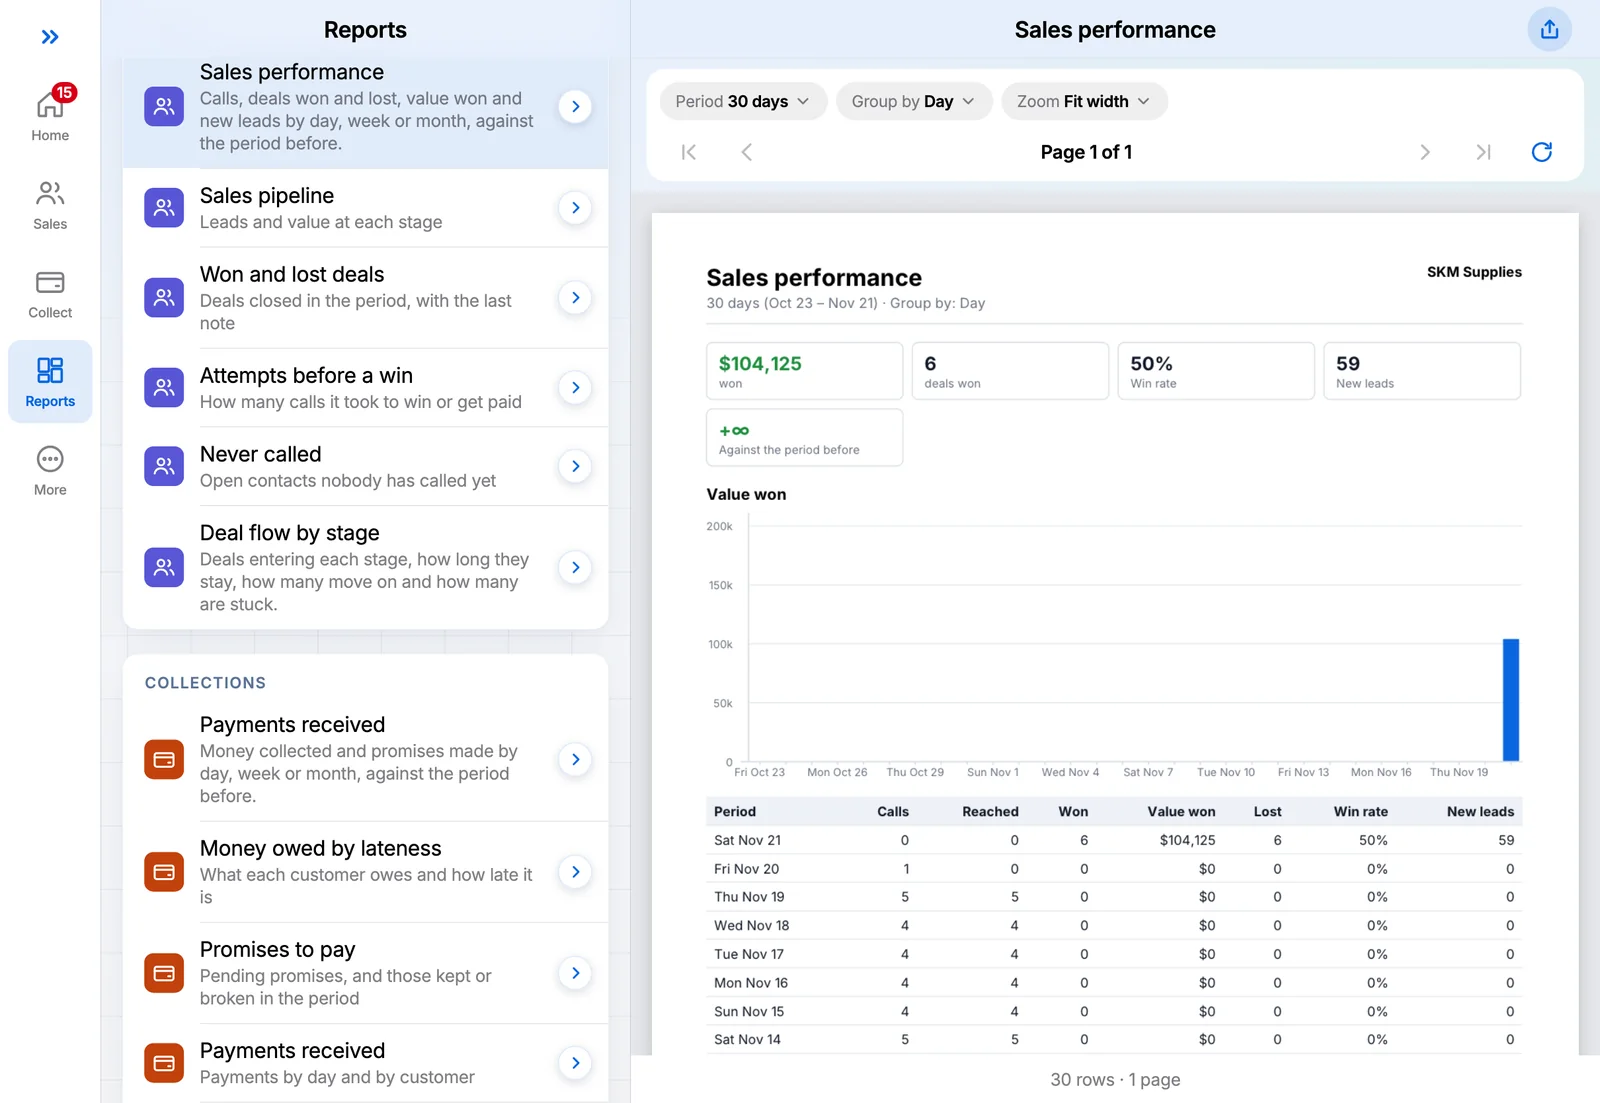 15
Home
Sales
Collect
Reports
More
Reports
Sales performance
Calls, deals won and lost, value won and
new leads by day, week or month, against
the period before.
Sales pipeline
Leads and value at each stage
Won and lost deals
Deals closed in the period, with the last
note
Attempts before a win
How many calls it took to win or get paid
Never called
Open contacts nobody has called yet
Deal flow by stage
Deals entering each stage, how long they
stay, how many move on and how many
are stuck.
COLLECTIONS
Payments received
Money collected and promises made by
day, week or month, against the period
before.
Money owed by lateness
What each customer owes and how late it
is
Promises to pay
Pending promises, and those kept or
broken in the period
Payments received
Payments by day and by customer
Sales performance
Period 30 days
Group by Day
Zoom Fit width
Page 1 of 1
Sales performance
SKM Supplies
30 days (Oct 23 – Nov 21) · Group by: Day
$104,125
won
6
deals won
50%
Win rate
59
New leads
+∞
Against the period before
Value won
200k
150k
100k
50k
0
Fri Oct 23 Mon Oct 26 Thu Oct 29 Sun Nov 1 Wed Nov 4 Sat Nov 7 Tue Nov 10 Fri Nov 13 Mon Nov 16 Thu Nov 19
Period Calls Reached Won Value won Lost Win rate New leads
Sat Nov 21 0 0 6 $104,125 6 50% 59
Fri Nov 20 1 0 0 $0 0 0% 0
Thu Nov 19 5 5 0 $0 0 0% 0
Wed Nov 18 4 4 0 $0 0 0% 0
Tue Nov 17 4 4 0 $0 0 0% 0
Mon Nov 16 4 4 0 $0 0 0% 0
Sun Nov 15 4 4 0 $0 0 0% 0
Sat Nov 14 5 5 0 $0 0 0% 0
30 rows · 1 page